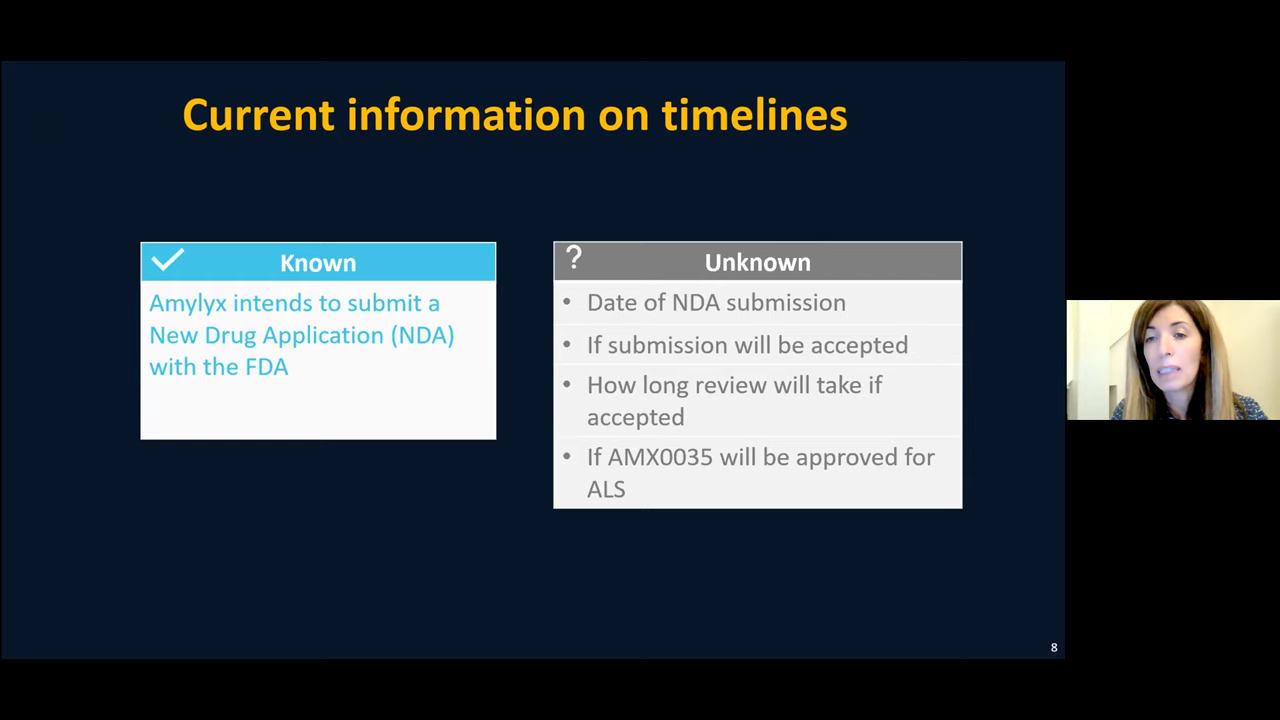 Current information on timelines
Known
Amylyx intends to submit a
New Drug Application (NDA)
with the FDA
? Unknown
• Date of NDA submission
• If submission will be accepted
• How long review will take if
accepted
• If AMX0035 will be approved for
ALS
8